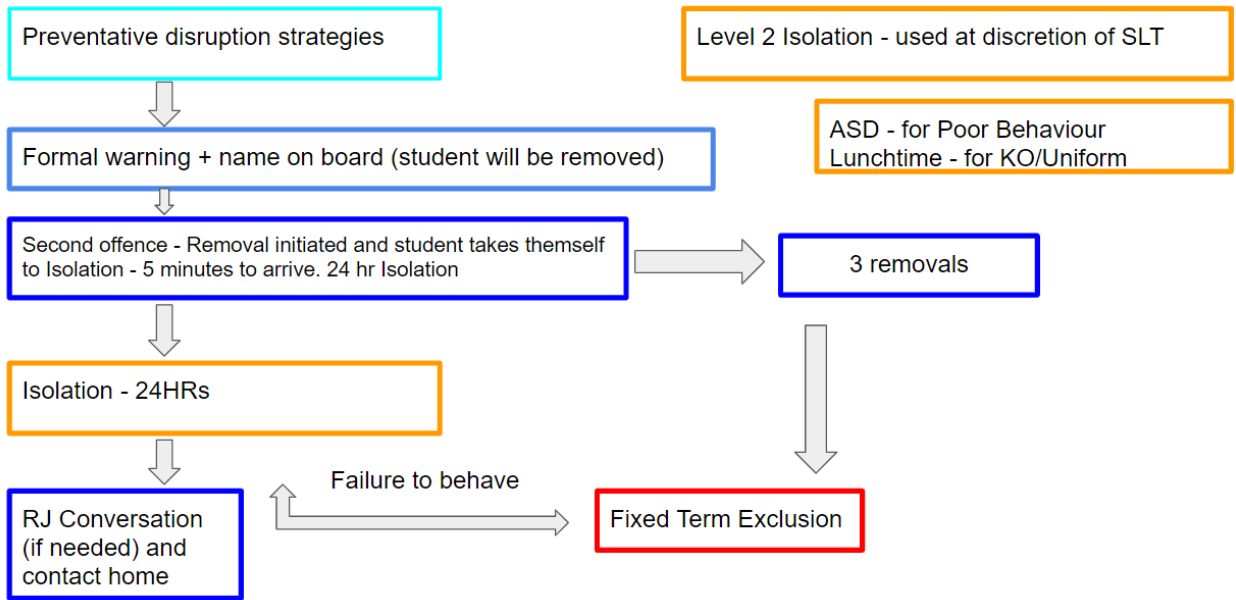 Preventative disruption strategies
Level 2 Isolation - used at discretion of SLT
ASD - for Poor Behaviour
Lunchtime - for KO/Uniform
Formal warning + name on board (student will be removed)
Second offence - Removal initiated and student takes themself
to Isolation - 5 minutes to arrive. 24 hr Isolation
3 removals
Isolation - 24HRs
Failure to behave
RJ Conversation
(if needed) and
contact home
Fixed Term Exclusion